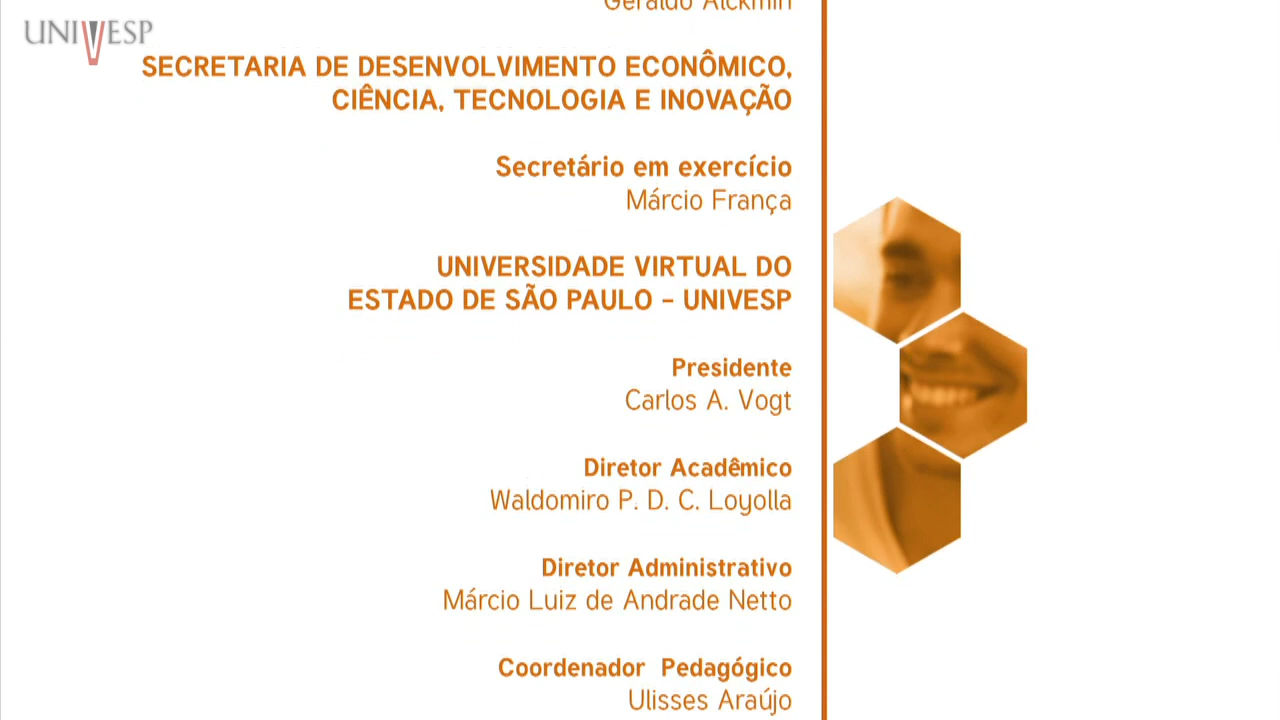 UNIVESP
Geraldo Alckmin
SECRETARIA DE DESENVOLVIMENTO ECONÔMICO,
CIÊNCIA, TECNOLOGIA E INOVAÇÃO
Secretário em exercício
Márcio França
UNIVERSIDADE VIRTUAL DO
ESTADO DE SÃO PAULO - UNIVESP
Presidente
Carlos A. Vogt
Diretor Acadêmico
Waldomiro P. D. C. Loyolla
Diretor Administrativo
Márcio Luiz de Andrade Netto
Coordenador Pedagógico
Ulisses Araújo